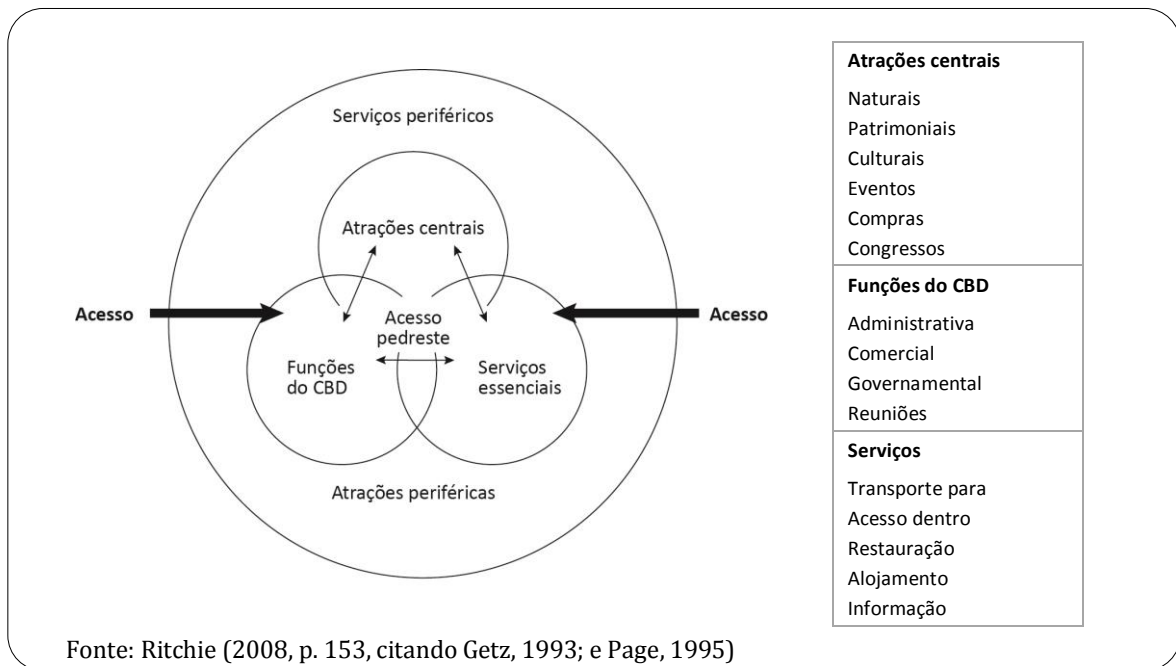 Serviços periféricos
Atrações centrais
Acesso
Acesso
pedreste
Acesso
Funções
do CBD
Serviços
essenciais
Atrações periféricas
Atrações centrais
Naturais
Patrimoniais
Culturais
Eventos
Compras
Congressos
Funções do CBD
Administrativa
Comercial
Governamental
Reuniões
Serviços
Transporte para
Acesso dentro
Restauração
Alojamento
Informação
Fonte: Ritchie (2008, p. 153, citando Getz, 1993; e Page, 1995)